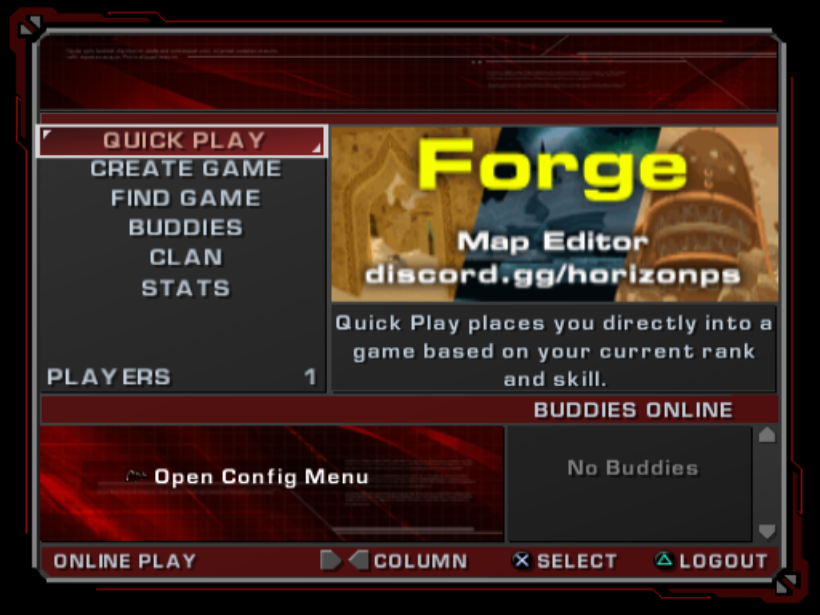 QUICK PLAY
CREATE GAME
FIND GAME
BUDDIES
CLAN
STATS
PLAYERS 1
Forge
Map Editor
discord.gg/horizonps
Quick Play places you directly into a
game based on your current rank
and skill.
BUDDIES ONLINE
Open Config Menu
No Buddies
ONLINE PLAY
COLUMN
SELECT
LOGOUT